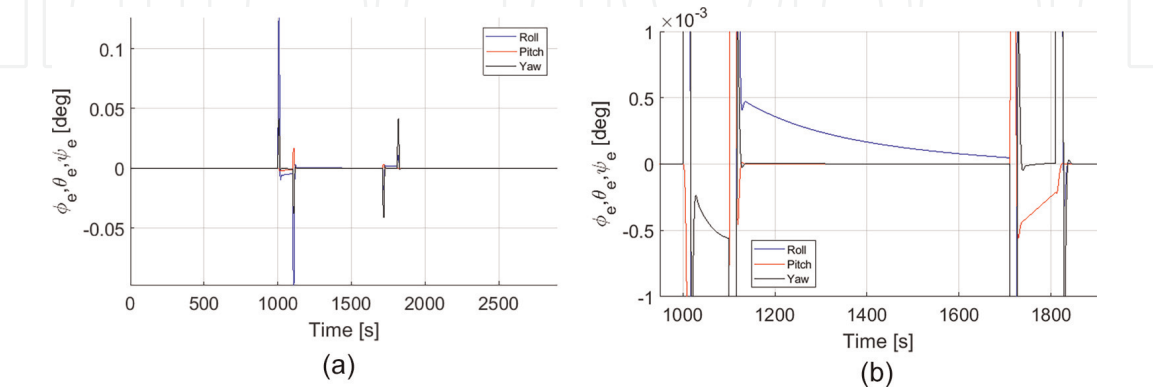 0.1
0.05
0
-0.05
ϕe,θe,ψe [deg]
0 500 1000 1500 2000 2500
Time [s]
Roll
Pitch
Yaw
(a)
×10-3
1
0.5
0
-0.5
-1
ϕe,θe,ψe [deg]
1000 1200 1400 1600 1800
Time [s]
Roll
Pitch
Yaw
(b)